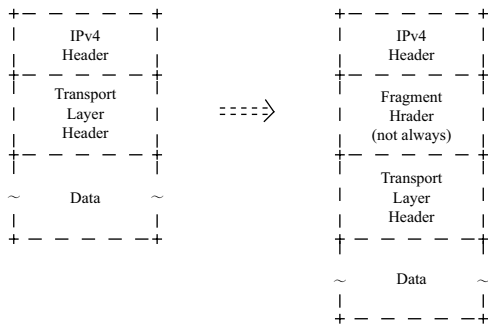 IPv4
Header
Transport
Layer
Header
Data
IPv4
Header
Fragment
Hrader
(not always)
Transport
Layer
Header
Data